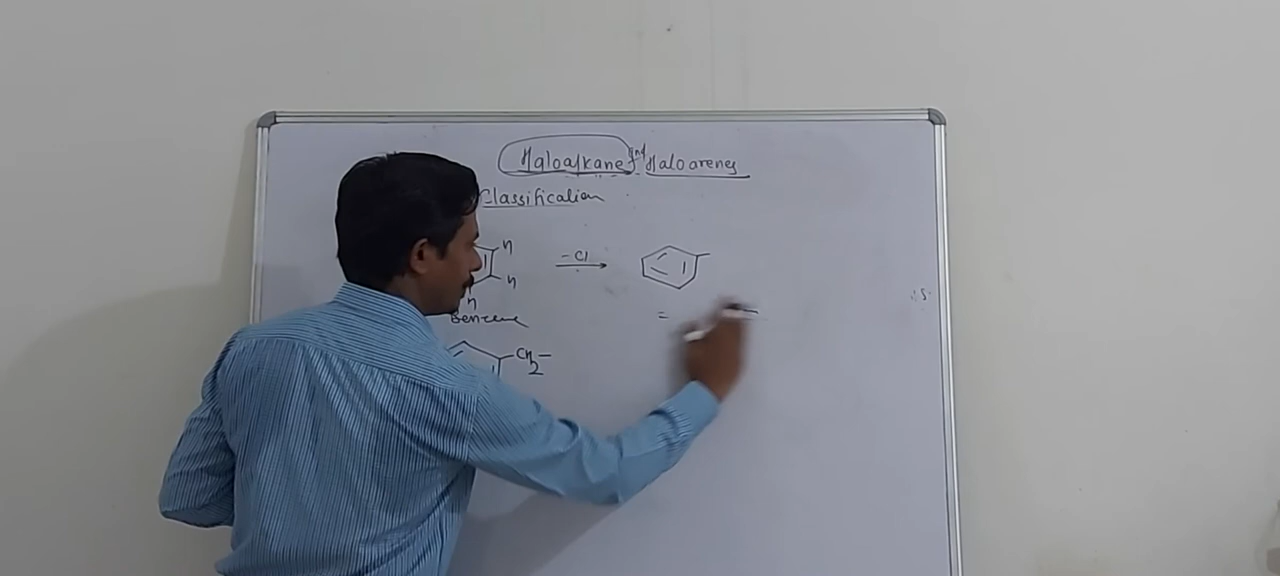 Haloalkane and Haloarenes
Classification
H
- Cl
H
H
Benzene
=
CH2